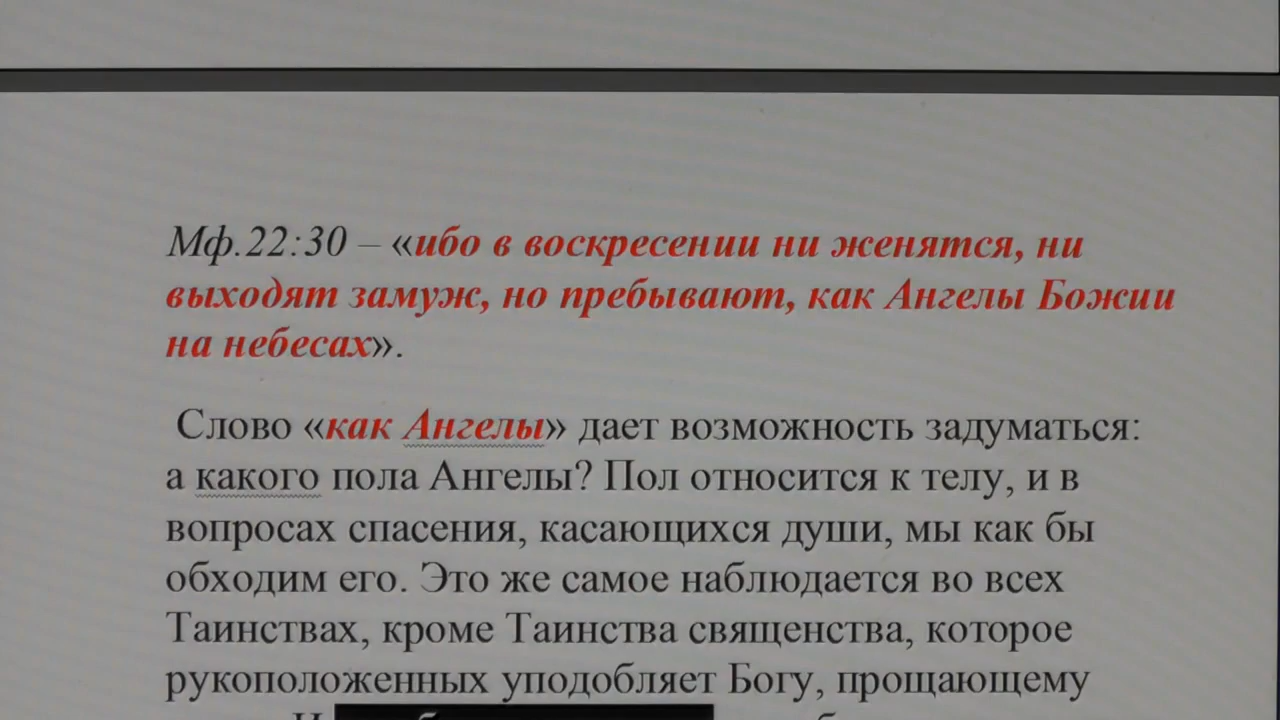 Мф.22:30 – «ибо в воскресении ни женятся, ни
выходят замуж, но пребывают, как Ангелы Божии
на небесах».
Слово «как Ангелы» дает возможность задуматься:
а какого пола Ангелы? Пол относится к телу, и в
вопросах спасения, касающихся души, мы как бы
обходим его. Это же самое наблюдается во всех
Таинствах, кроме Таинства священства, которое
рукоположенных уподобляет Богу, прощающему